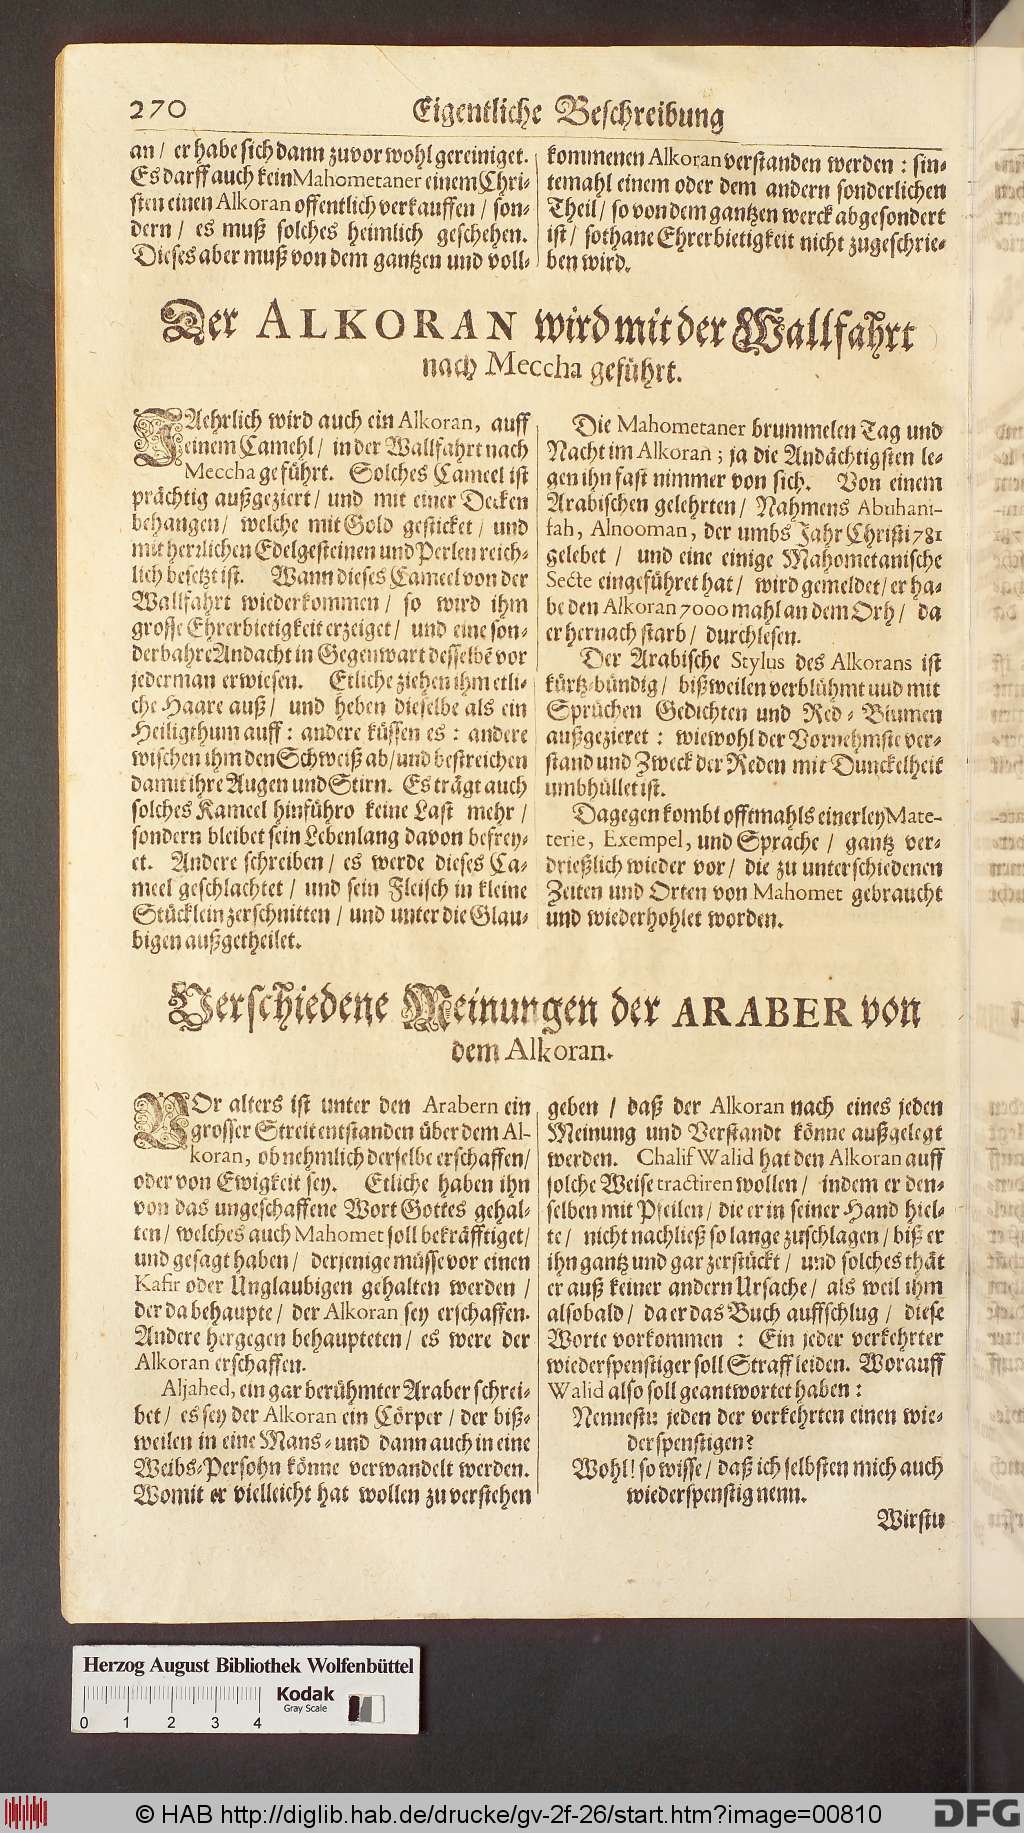 270
Eigentliche Beschreibung
an / er habe sich dann zuvor wohl gereiniget.
Es darff auch kein Mahometaner einem Chri-
sten einen Alkoran offentlich verkauffen / son-
dern / es muß solches heimlich geschehen.
Dieses aber muß von dem gantzen und voll-
kommenen Alkoran verstanden werden : sin-
temahl einem oder dem andern sonderlichen
Theil / so von dem gantzen werck abgesondert
ist / sothane Ehrerbietigkeit nicht zugeschrie-
ben wird.
Der ALKORAN wird mit der Wallfahrt
nach Meccha geführt.
JAehrlich wird auch ein Alkoran, auff
einem Camehl / in der Wallfahrt nach
Meccha geführt. Solches Cameel ist
prächtig außgeziert / und mit einer Decken
behangen / welche mit Gold gesticket / und
mit herrlichen Edelgesteinen und Perlen reich-
lich besetzt ist. Wann dieses Cameel von der
Wallfahrt wiederkommen / so wird ihm
grosse Ehrerbietigkeit erzeiget / und eine son-
derbahre Andacht in Gegenwart desselbē vor
jederman erwiesen. Etliche ziehen ihm etli-
che Haare auß / und heben dieselbe als ein
Heiligthum auff : andere küssen es : andere
wischen ihm den Schweiß ab / und bestreichen
damit ihre Augen und Stirn. Es trägt auch
solches Kameel hinführo keine Last mehr /
sondern bleibet sein Lebenlang davon befrey-
et. Andere schreiben / es werde dieses Ca-
meel geschlachtet / und sein Fleisch in kleine
Stücklein zerschnitten / und unter die Glau-
bigen außgetheilet.
Die Mahometaner brummelen Tag und
Nacht im Alkoran ; ja die Andächtigsten le-
gen ihn fast nimmer von sich. Von einem
Arabischen gelehrten / Nahmens Abuhani-
fah, Alnooman, der umbs Jahr Christi 781
gelebet / und eine einige Mahometanische
Secte eingeführet hat / wird gemeldet / er ha-
be den Alkoran 7000 mahl an dem Orh / da
er hernach starb / durchlesen.
Der Arabische Stylus des Alkorans ist
kürtz-bündig / bißweilen verblühmt uud mit
Sprüchen Gedichten und Red-Blumen
außgezieret : wiewohl der Vornehmste ver-
stand und Zweck der Reden mit Dunckelheit
umbhüllet ist.
Dagegen kombt offtmahls einerley Mate-
terie, Exempel, und Sprache / gantz ver-
drießlich wieder vor / die zu unterschiedenen
Zeiten und Orten von Mahomet gebraucht
und wiederhohlet worden.
Verschiedene Meinungen der ARABER von
dem Alkoran.
VOr alters ist unter den Arabern ein
grosser Streit entstanden über dem Al-
koran, ob nehmlich derselbe erschaffen /
oder von Ewigkeit sey. Etliche haben ihn
von das ungeschaffene Wort Gottes gehal-
ten / welches auch Mahomet soll bekräfftiget /
und gesagt haben / derjenige müsse vor einen
Kafir oder Unglaubigen gehalten werden /
der da behaupte / der Alkoran sey erschaffen.
Andere hergegen behaupteten / es were der
Alkoran erschaffen.
Aljahed, ein gar berühmter Araber schrei-
bet / es sey der Alkoran ein Cörper / der biß-
weilen in eine Mans- und dann auch in eine
Weibs-Persohn könne verwandelt werden.
Womit er vielleicht hat wollen zu verstehen
geben / daß der Alkoran nach eines jeden
Meinung und Verstandt könne außgelegt
werden. Chalif Walid hat den Alkoran auff
solche Weise tractiren wollen / indem er den-
selben mit Pfeilen / die er in seiner Hand hiel-
te / nicht nachließ so lange zuschlagen / biß er
ihn gantz und gar zerstückt / und solches thät
er auß keiner andern Ursache / als weil ihm
alsobald / da er das Buch auffschlug / diese
Worte vorkommen : Ein jeder verkehrter
wiederspenstiger soll Straff leiden. Worauff
Walid also soll geantwortet haben :
Nennestu jeden der verkehrten einen wie-
derspenstigen?
Wohl! so wisse / daß ich selbsten mich auch
wiederspenstig nenn.
Wirstu
Herzog August Bibliothek Wolfenbüttel
Kodak
Gray Scale
0 1 2 3 4
© HAB http://diglib.hab.de/drucke/gv-2f-26/start.htm?image=00810
DFG